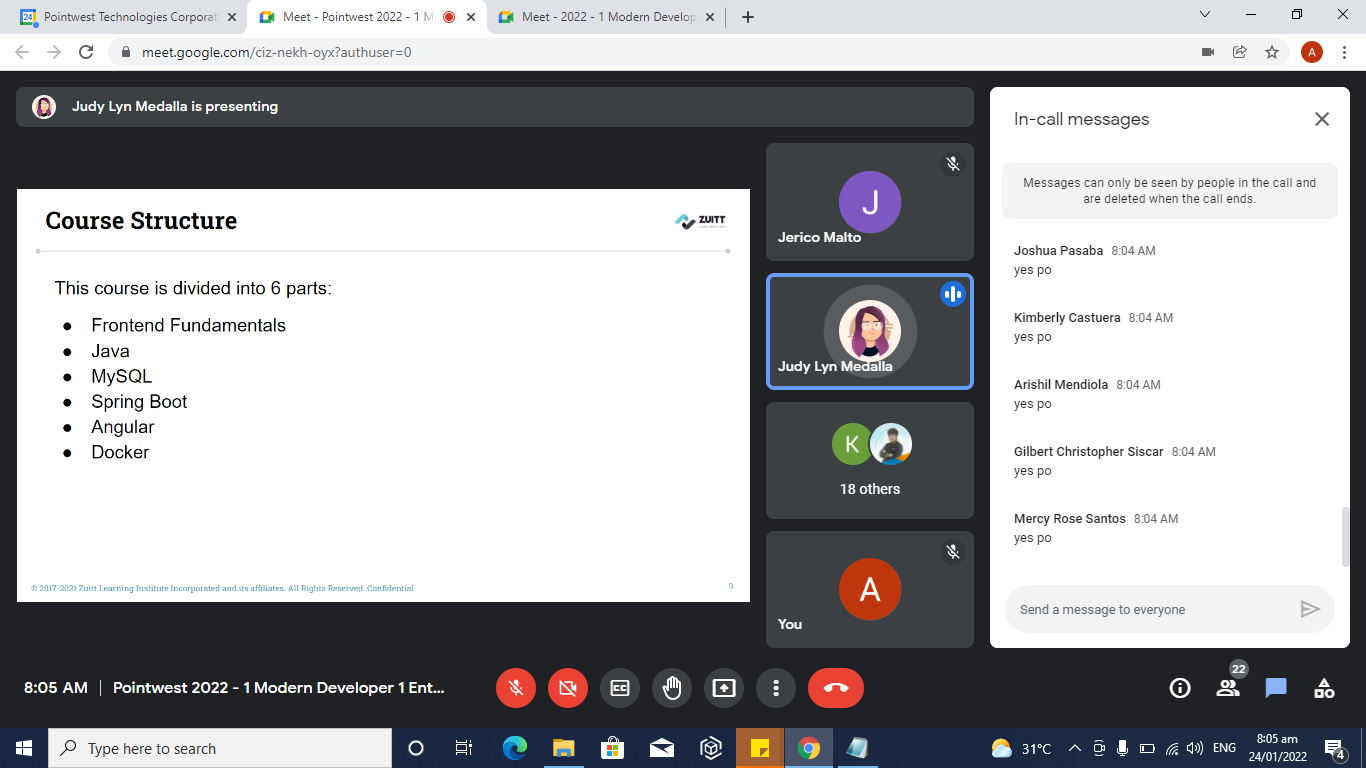 Pointwest Technologies Corporat
Meet - Pointwest 2022 - 1 M
Meet - 2022 - 1 Modern Develop
meet.google.com/ciz-nekh-oyx?authuser=0
A
Judy Lyn Medalla is presenting
Course Structure
ZUITT
This course is divided into 6 parts:
● Frontend Fundamentals
● Java
● MySQL
● Spring Boot
● Angular
● Docker
© 2017-2021 Zuitt Learning Institute Incorporated and its affiliates. All Rights Reserved. Confidential
9
J
Jerico Malto
Judy Lyn Medalla
K
18 others
A
You
In-call messages
Messages can only be seen by people in the call and
are deleted when the call ends.
Joshua Pasaba 8:04 AM
yes po
Kimberly Castuera 8:04 AM
yes po
Arishil Mendiola 8:04 AM
yes po
Gilbert Christopher Siscar 8:04 AM
yes po
Mercy Rose Santos 8:04 AM
yes po
Send a message to everyone
8:05 AM | Pointwest 2022 - 1 Modern Developer 1 Ent...
CC
22
Type here to search
31°C
ENG
8:05 am
24/01/2022
4